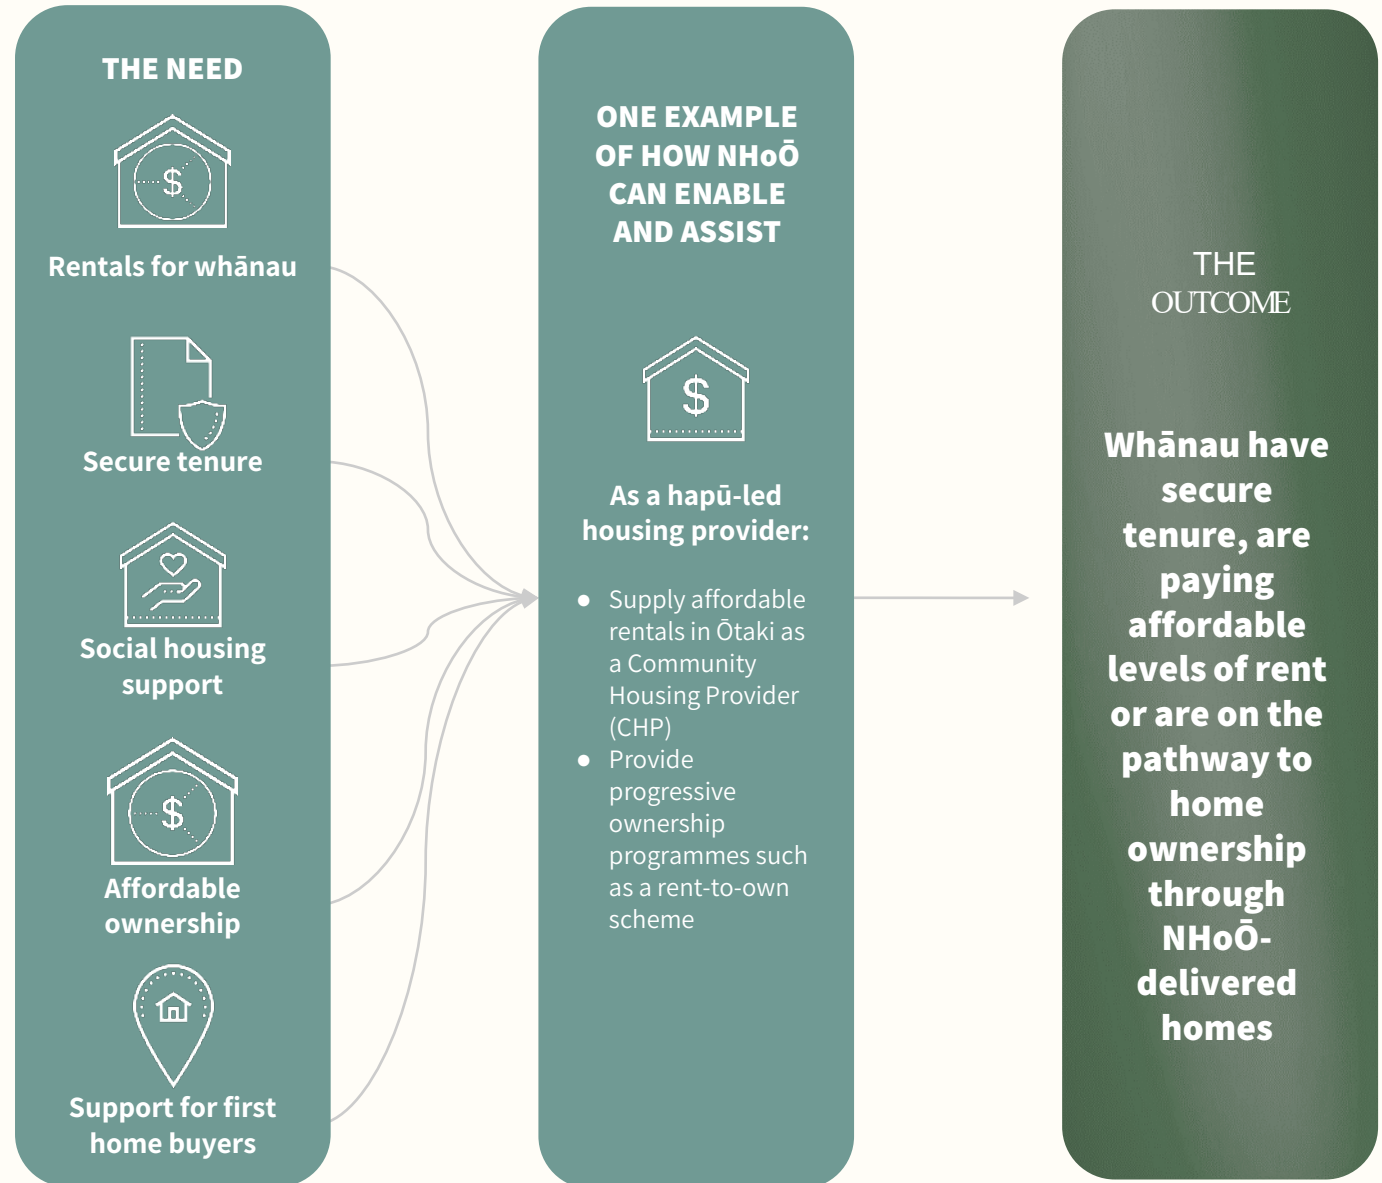 THE NEED
$
Rentals for whānau
Secure tenure
Social housing
support
$
Affordable
ownership
Support for first
home buyers
ONE EXAMPLE
OF HOW NHoŌ
CAN ENABLE
AND ASSIST
$
As a hapū-led
housing provider:
● Supply affordable
rentals in Ōtaki as
a Community
Housing Provider
(CHP)
● Provide
progressive
ownership
programmes such
as a rent-to-own
scheme
THE
OUTCOME
Whānau have
secure
tenure, are
paying
affordable
levels of rent
or are on the
pathway to
home
ownership
through
NHoŌ-
delivered
homes